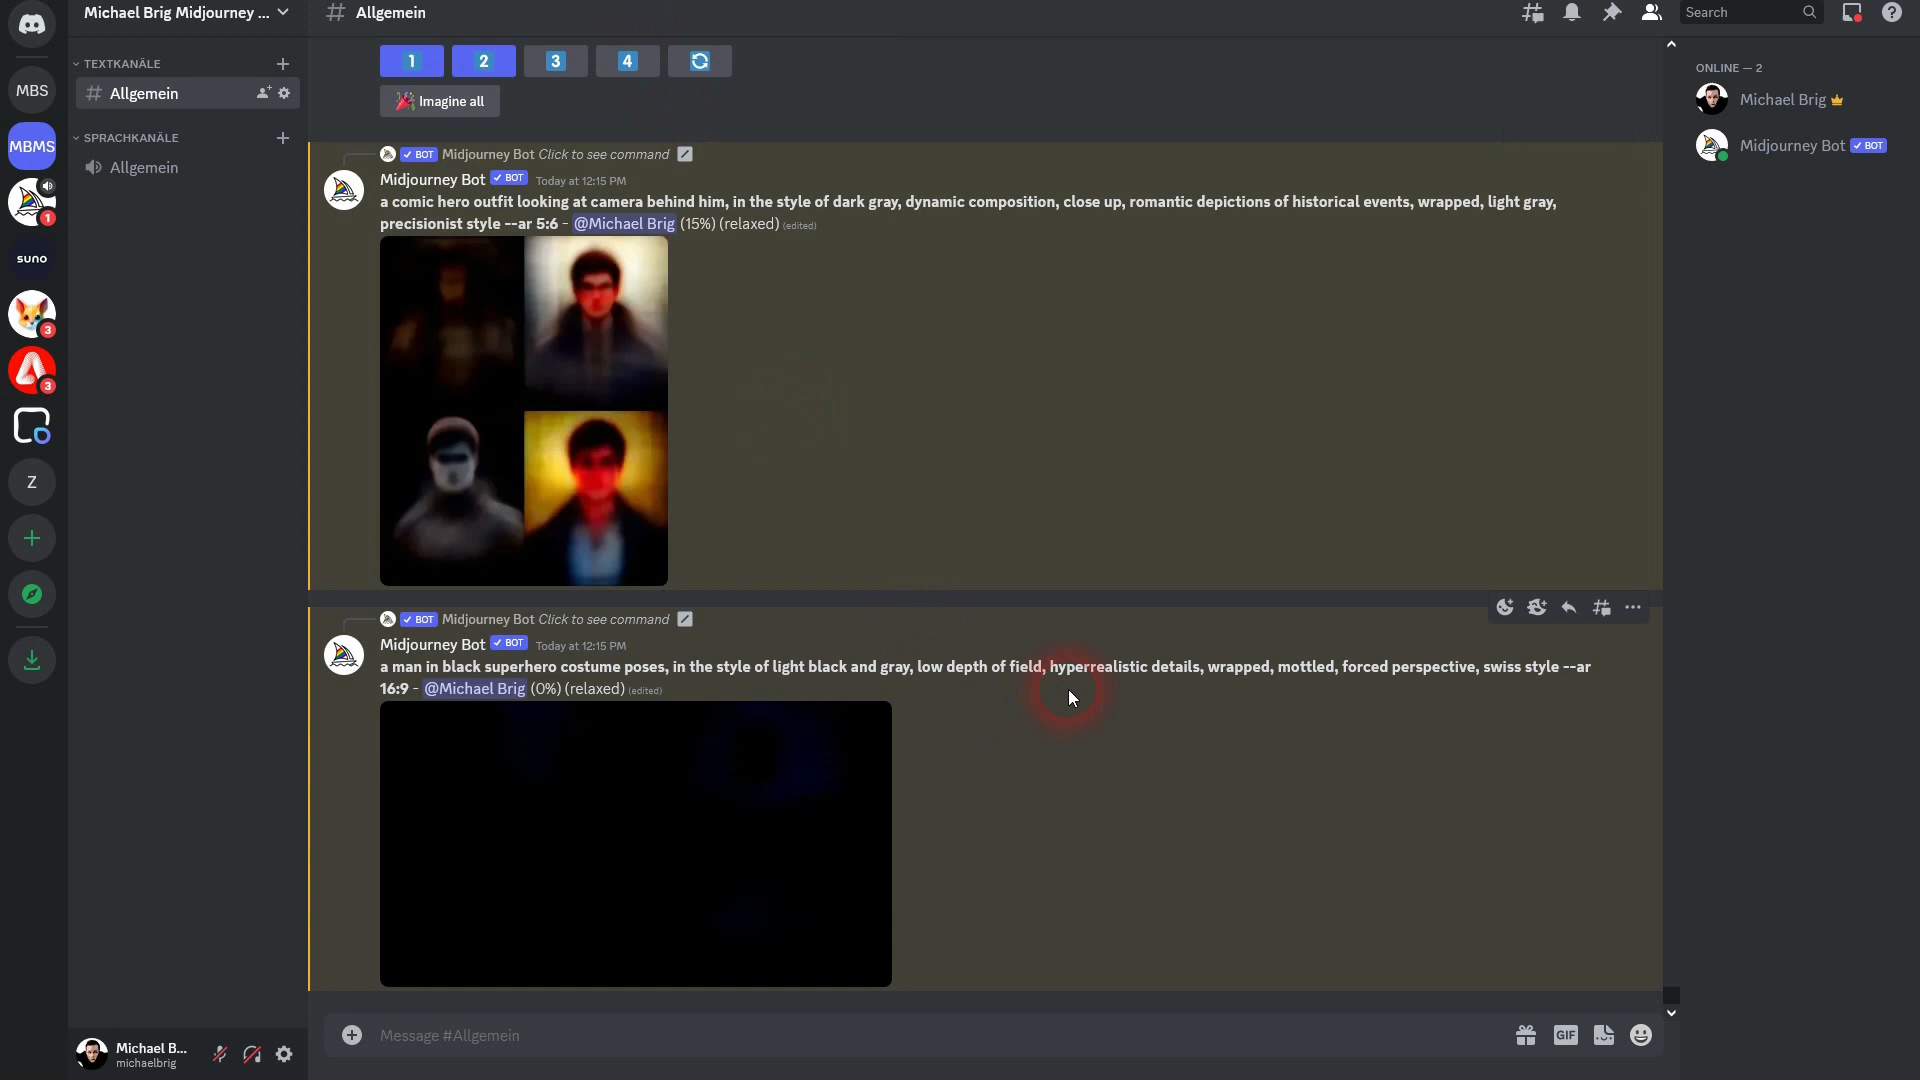 Michael Brig Midjourney ...
Allgemein
Search
MBS
MBMS
1
suno
3
3
Z
TEXTKANÄLE
Allgemein
SPRACHKANÄLE
Allgemein
1 2 3 4
Imagine all
BOT Midjourney Bot Click to see command
Midjourney Bot BOT Today at 12:15 PM
a comic hero outfit looking at camera behind him, in the style of dark gray, dynamic composition, close up, romantic depictions of historical events, wrapped, light gray,
precisionist style --ar 5:6 - @Michael Brig (15%) (relaxed) (edited)
BOT Midjourney Bot Click to see command
Midjourney Bot BOT Today at 12:15 PM
a man in black superhero costume poses, in the style of light black and gray, low depth of field, hyperrealistic details, wrapped, mottled, forced perspective, swiss style --ar
16:9 - @Michael Brig (0%) (relaxed) (edited)
Message #Allgemein
GIF
ONLINE — 2
Michael Brig
Midjourney Bot BOT
Michael B...
michaelbrig